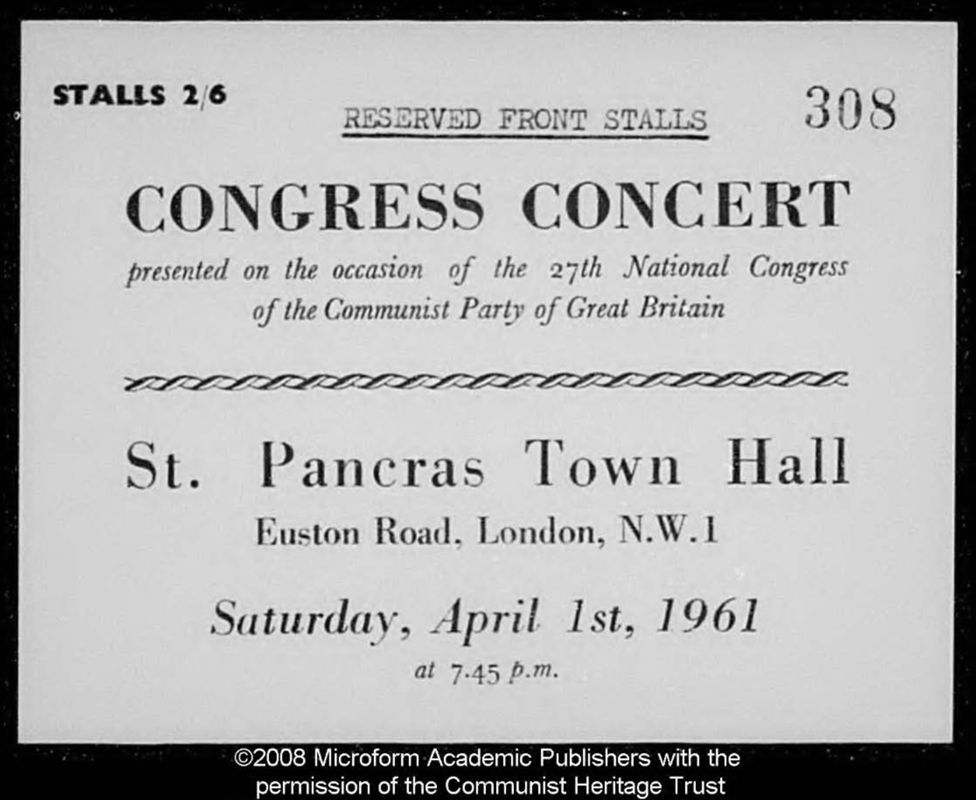 STALLS 2/6
RESERVED FRONT STALLS
308
CONGRESS CONCERT
presented on the occasion of the 27th National Congress
of the Communist Party of Great Britain
St. Pancras Town Hall
Euston Road, London, N.W.1
Saturday, April 1st, 1961
at 7.45 p.m.
©2008 Microform Academic Publishers with the
permission of the Communist Heritage Trust